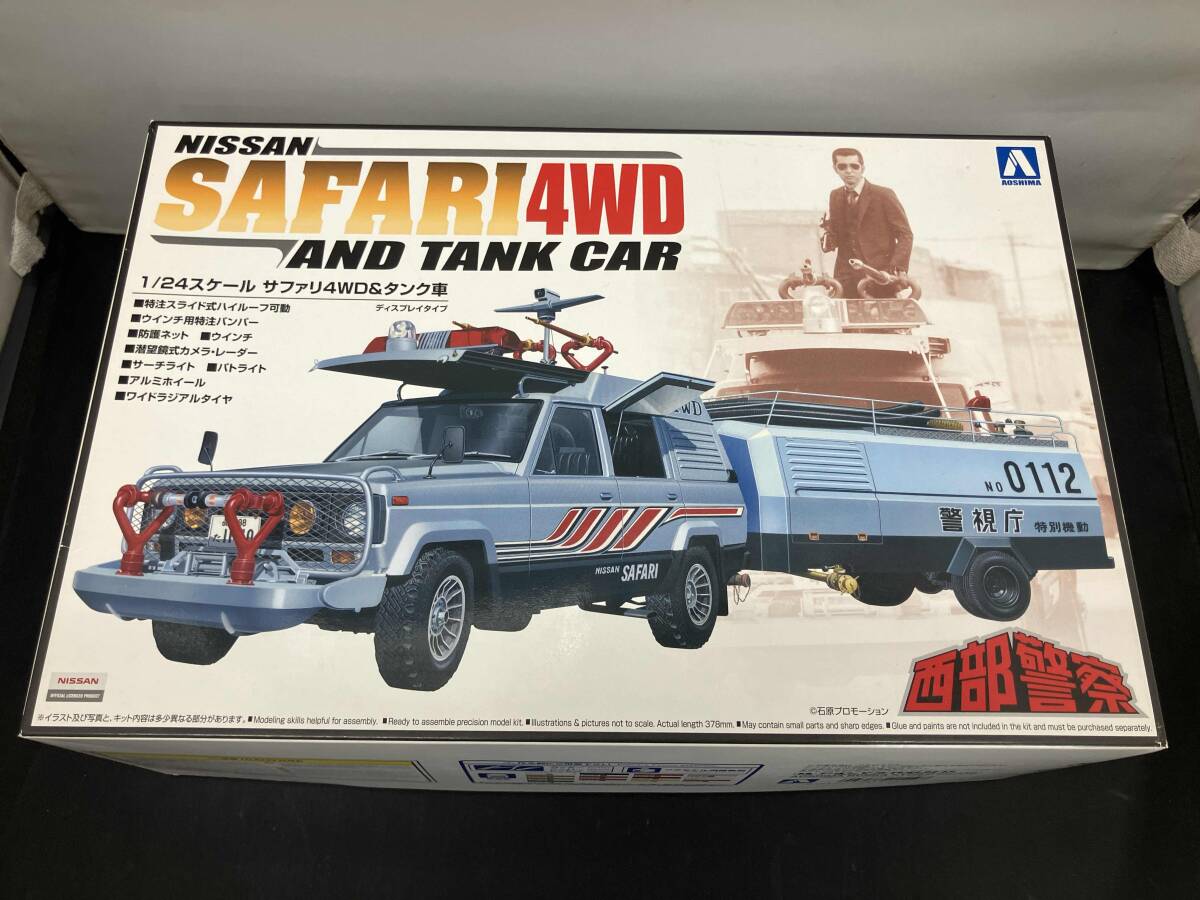 NISSAN
SAFARI 4WD
AND TANK CAR
AOSHIMA
1/24スケール サファリ4WD&タンク車
ディスプレイタイプ
■特注スライド式ハイルーフ可動
■ウインチ用特注バンパー
■防護ネット ■ウインチ
■潜望鏡式カメラ・レーダー
■サーチライト ■パトライト
■アルミホイール
■ワイドラジアルタイヤ
4WD
NO 0112
警視庁 特別機動
NISSAN SAFARI
西部警察
NISSAN
OFFICIAL LICENSED PRODUCT
©石原プロモーション
※イラスト及び写真と、キット内容は多少異なる部分があります。 ■Modeling skills helpful for assembly. ■Ready to assemble precision model kit. ■Illustrations & pictures not to scale. Actual length 378mm. ■May contain small parts and sharp edges. ■Glue and paints are not included in the kit and must be purchased separately.